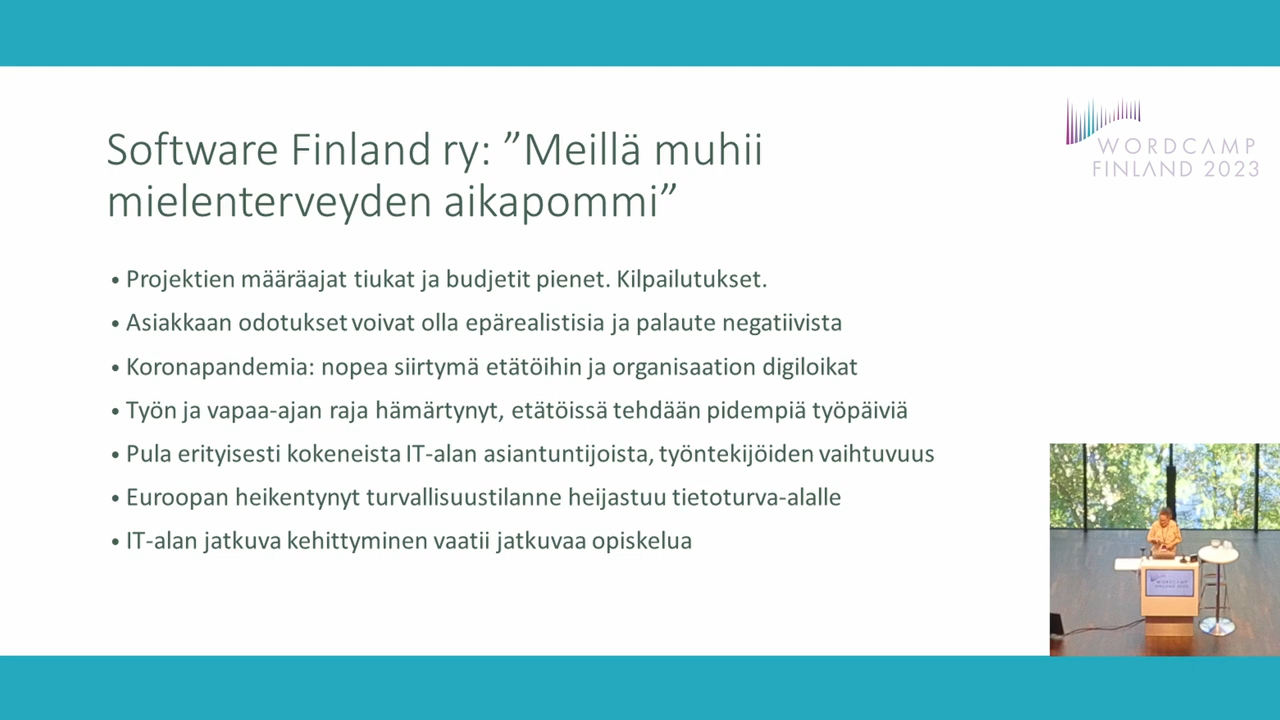 Software Finland ry: ”Meillä muhii
mielenterveyden aikapommi”
WORDCAMP
FINLAND 2023
• Projektien määräajat tiukat ja budjetit pienet. Kilpailutukset.
• Asiakkaan odotukset voivat olla epärealistisia ja palaute negatiivista
• Koronapandemia: nopea siirtymä etätöihin ja organisaation digiloikat
• Työn ja vapaa-ajan raja hämärtynyt, etätöissä tehdään pidempiä työpäiviä
• Pula erityisesti kokeneista IT-alan asiantuntijoista, työntekijöiden vaihtuvuus
• Euroopan heikentynyt turvallisuustilanne heijastuu tietoturva-alalle
• IT-alan jatkuva kehittyminen vaatii jatkuvaa opiskelua
WORDCAMP
FINLAND 2023